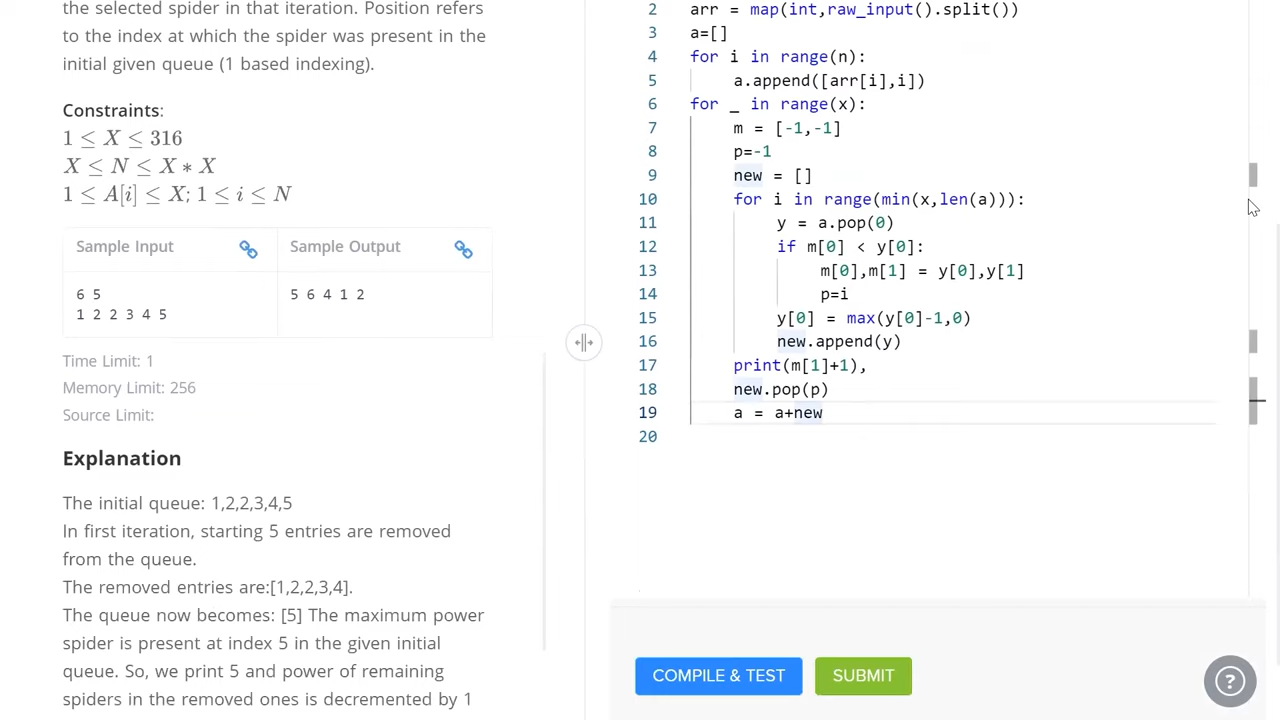 the selected spider in that iteration. Position refers
to the index at which the spider was present in the
initial given queue (1 based indexing).
Constraints:
1 ≤ X ≤ 316
X ≤ N ≤ X ∗ X
1 ≤ A[i] ≤ X; 1 ≤ i ≤ N
Sample Input
Sample Output
6 5
1 2 2 3 4 5
5 6 4 1 2
Time Limit: 1
Memory Limit: 256
Source Limit:
Explanation
The initial queue: 1,2,2,3,4,5
In first iteration, starting 5 entries are removed
from the queue.
The removed entries are:[1,2,2,3,4].
The queue now becomes: [5] The maximum power
spider is present at index 5 in the given initial
queue. So, we print 5 and power of remaining
spiders in the removed ones is decremented by 1
2 arr = map(int,raw_input().split())
3 a=[]
4 for i in range(n):
5 a.append([arr[i],i])
6 for _ in range(x):
7 m = [-1,-1]
8 p=-1
9 new = []
10 for i in range(min(x,len(a))):
11 y = a.pop(0)
12 if m[0] < y[0]:
13 m[0],m[1] = y[0],y[1]
14 p=i
15 y[0] = max(y[0]-1,0)
16 new.append(y)
17 print(m[1]+1),
18 new.pop(p)
19 a = a+new
20
COMPILE & TEST
SUBMIT
?